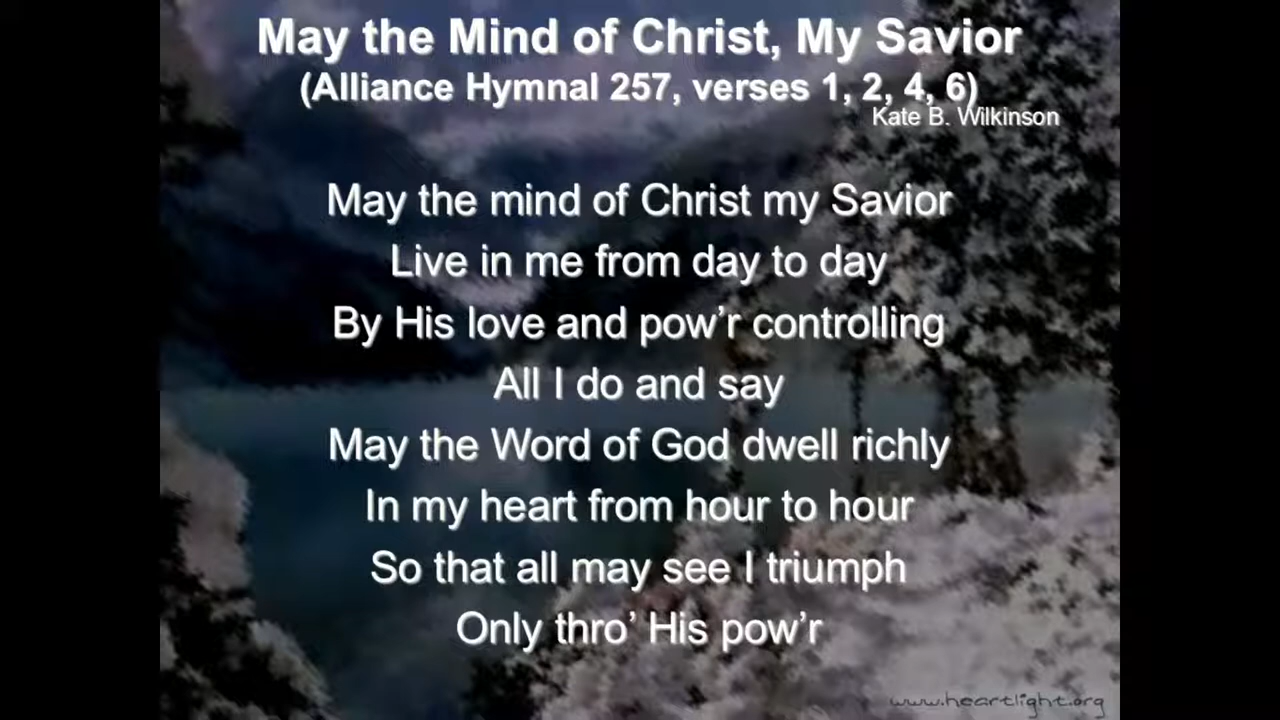 May the Mind of Christ, My Savior
(Alliance Hymnal 257, verses 1, 2, 4, 6)
Kate B. Wilkinson
May the mind of Christ my Savior
Live in me from day to day
By His love and pow’r controlling
All I do and say
May the Word of God dwell richly
In my heart from hour to hour
So that all may see I triumph
Only thro’ His pow’r
www.heartlight.org